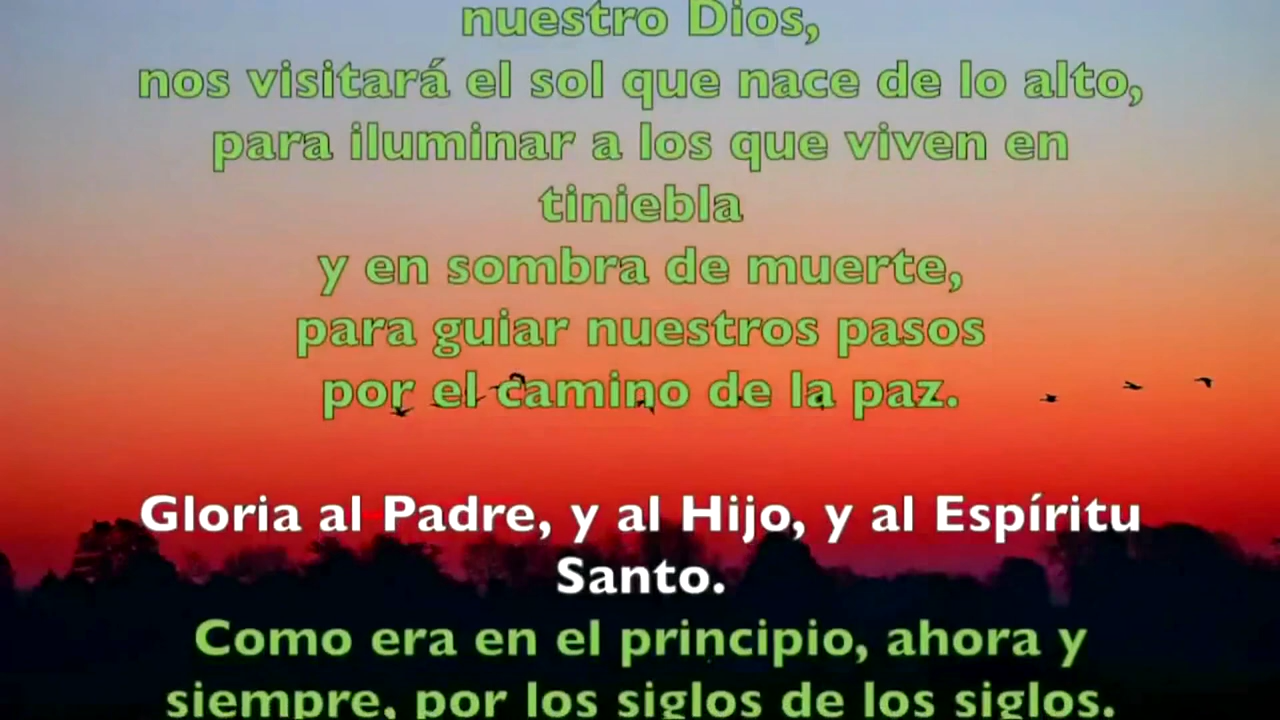 nuestro Dios,
nos visitará el sol que nace de lo alto,
para iluminar a los que viven en
tiniebla
y en sombra de muerte,
para guiar nuestros pasos
por el camino de la paz.
Gloria al Padre, y al Hijo, y al Espíritu
Santo.
Como era en el principio, ahora y
siempre, por los siglos de los siglos.